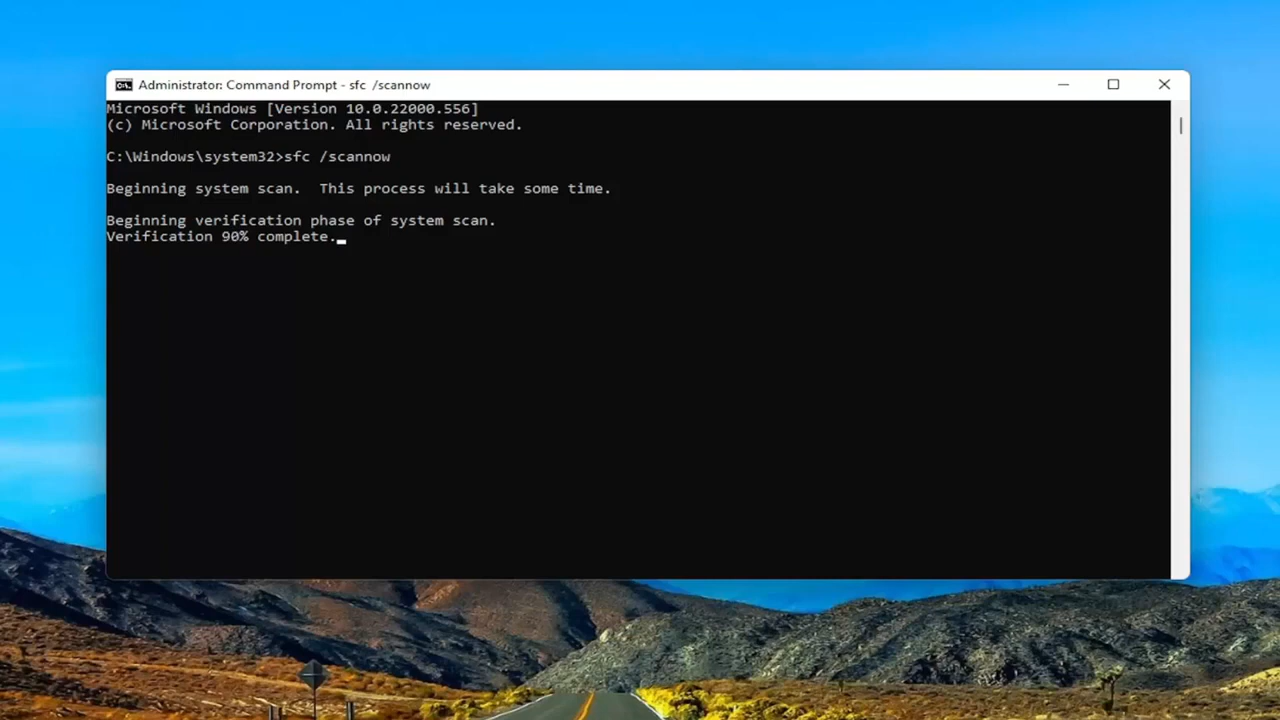 Administrator: Command Prompt - sfc  /scannow
Microsoft Windows [Version 10.0.22000.556]
(c) Microsoft Corporation. All rights reserved.
C:\Windows\system32>sfc /scannow
Beginning system scan.  This process will take some time.
Beginning verification phase of system scan.
Verification 90% complete.